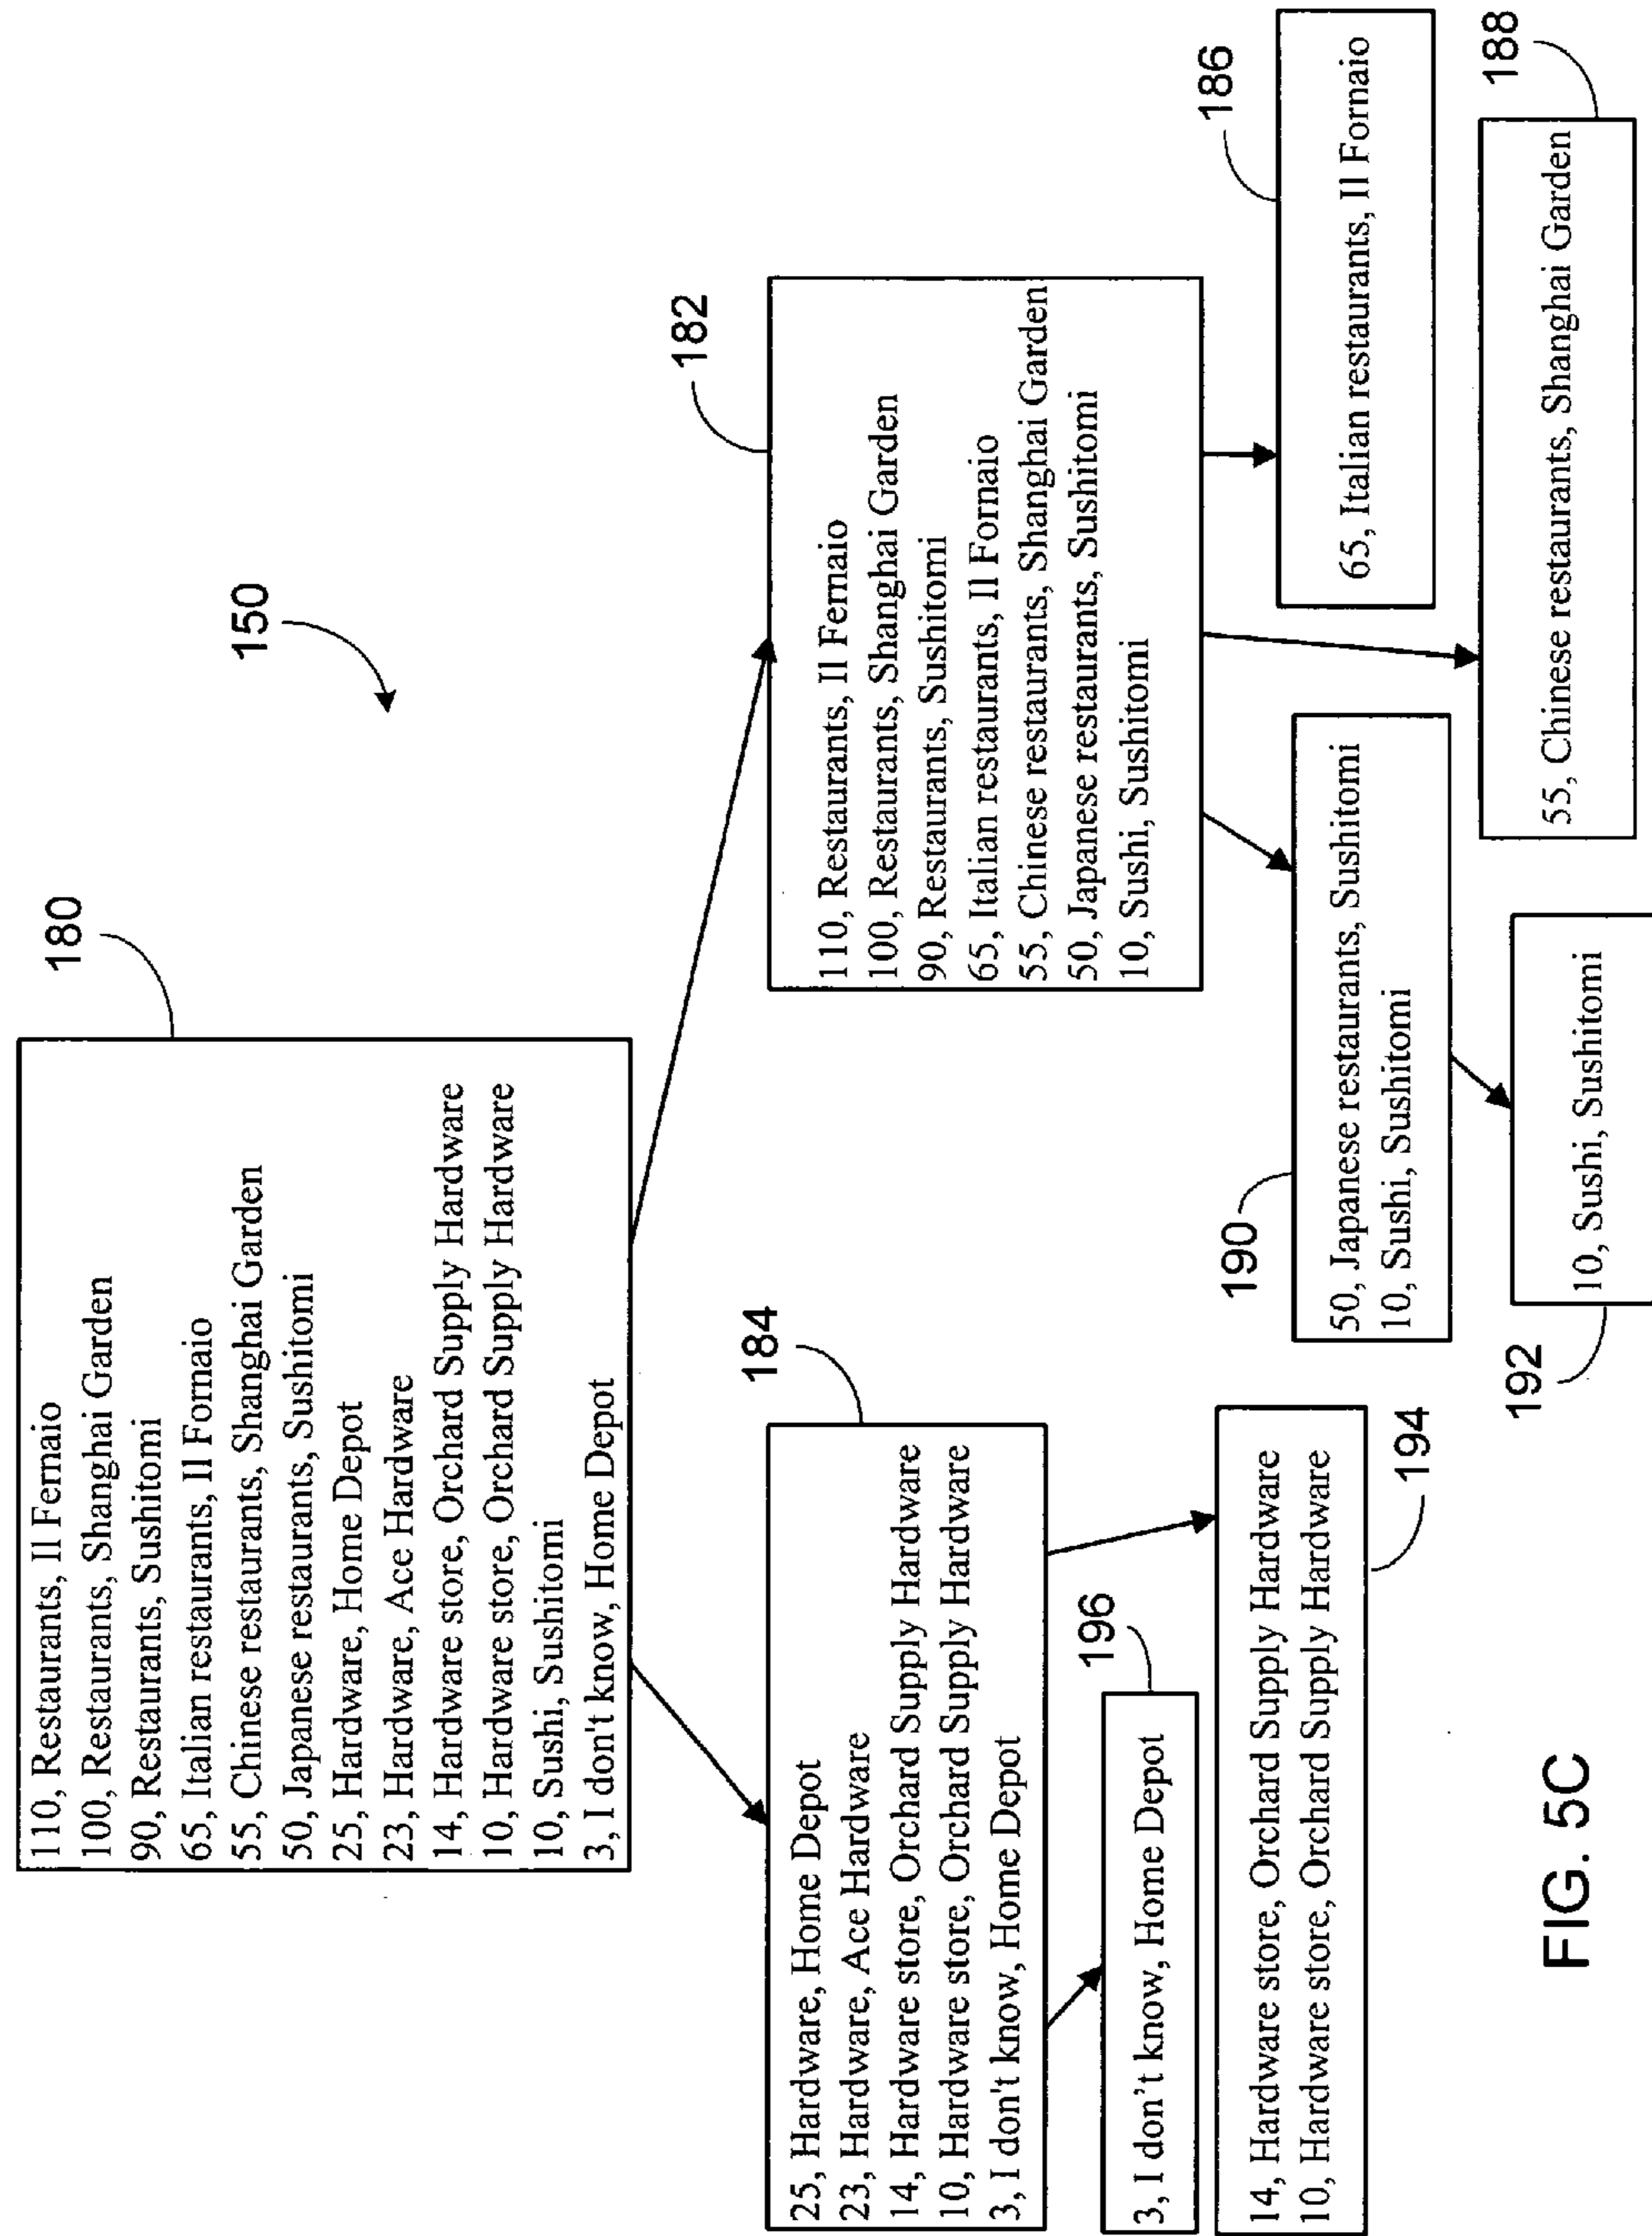 150
180
110, Restaurants, Il Fernaio
100, Restaurants, Shanghai Garden
90, Restaurants, Sushitomi
65, Italian restaurants, Il Fornaio
55, Chinese restaurants, Shanghai Garden
50, Japanese restaurants, Sushitomi
25, Hardware, Home Depot
23, Hardware, Ace Hardware
14, Hardware store, Orchard Supply Hardware
10, Hardware store, Orchard Supply Hardware
10, Sushi, Sushitomi
3, I don't know, Home Depot
184
25, Hardware, Home Depot
23, Hardware, Ace Hardware
14, Hardware store, Orchard Supply Hardware
10, Hardware store, Orchard Supply Hardware
3, I don't know, Home Depot
182
110, Restaurants, Il Fernaio
100, Restaurants, Shanghai Garden
90, Restaurants, Sushitomi
65, Italian restaurants, Il Fornaio
55, Chinese restaurants, Shanghai Garden
50, Japanese restaurants, Sushitomi
10, Sushi, Sushitomi
196
3, I don't know, Home Depot
194
14, Hardware store, Orchard Supply Hardware
10, Hardware store, Orchard Supply Hardware
190
50, Japanese restaurants, Sushitomi
10, Sushi, Sushitomi
192
10, Sushi, Sushitomi
186
65, Italian restaurants, Il Fornaio
188
55, Chinese restaurants, Shanghai Garden
FIG. 5C